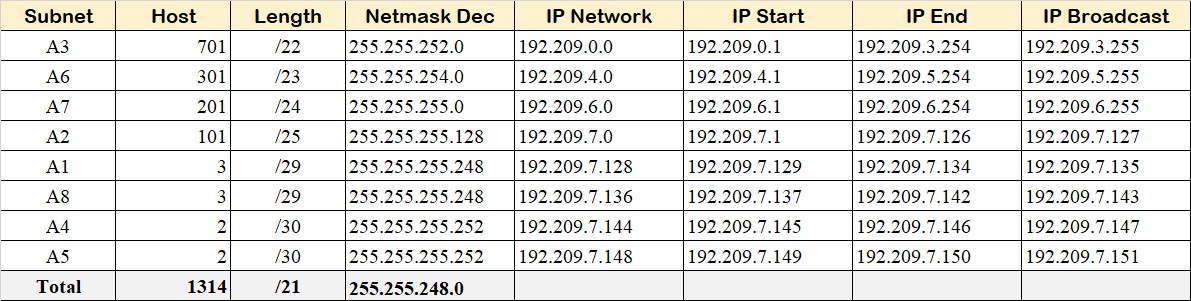 Subnet Host Length Netmask Dec IP Network IP Start IP End IP Broadcast
A3 701 /22 255.255.252.0 192.209.0.0 192.209.0.1 192.209.3.254 192.209.3.255
A6 301 /23 255.255.254.0 192.209.4.0 192.209.4.1 192.209.5.254 192.209.5.255
A7 201 /24 255.255.255.0 192.209.6.0 192.209.6.1 192.209.6.254 192.209.6.255
A2 101 /25 255.255.255.128 192.209.7.0 192.209.7.1 192.209.7.126 192.209.7.127
A1 3 /29 255.255.255.248 192.209.7.128 192.209.7.129 192.209.7.134 192.209.7.135
A8 3 /29 255.255.255.248 192.209.7.136 192.209.7.137 192.209.7.142 192.209.7.143
A4 2 /30 255.255.255.252 192.209.7.144 192.209.7.145 192.209.7.146 192.209.7.147
A5 2 /30 255.255.255.252 192.209.7.148 192.209.7.149 192.209.7.150 192.209.7.151
Total 1314 /21 255.255.248.0